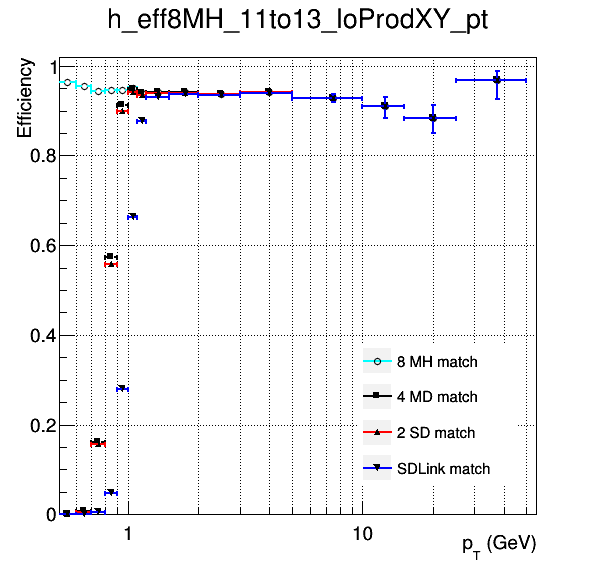 h_eff8MH_11to13_loProdXY_pt
Efficiency
1
0.8
0.6
0.4
0.2
0
8 MH match
4 MD match
2 SD match
SDLink match
1
10
p_T (GeV)